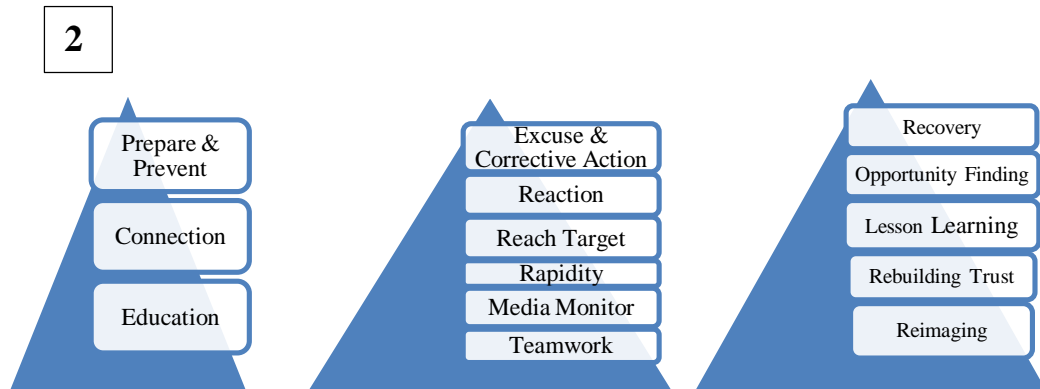 2
Prepare &
Prevent
Connection
Education
Excuse &
Corrective Action
Reaction
Reach Target
Rapidity
Media Monitor
Teamwork
Recovery
Opportunity Finding
Lesson Learning
Rebuilding Trust
Reimaging